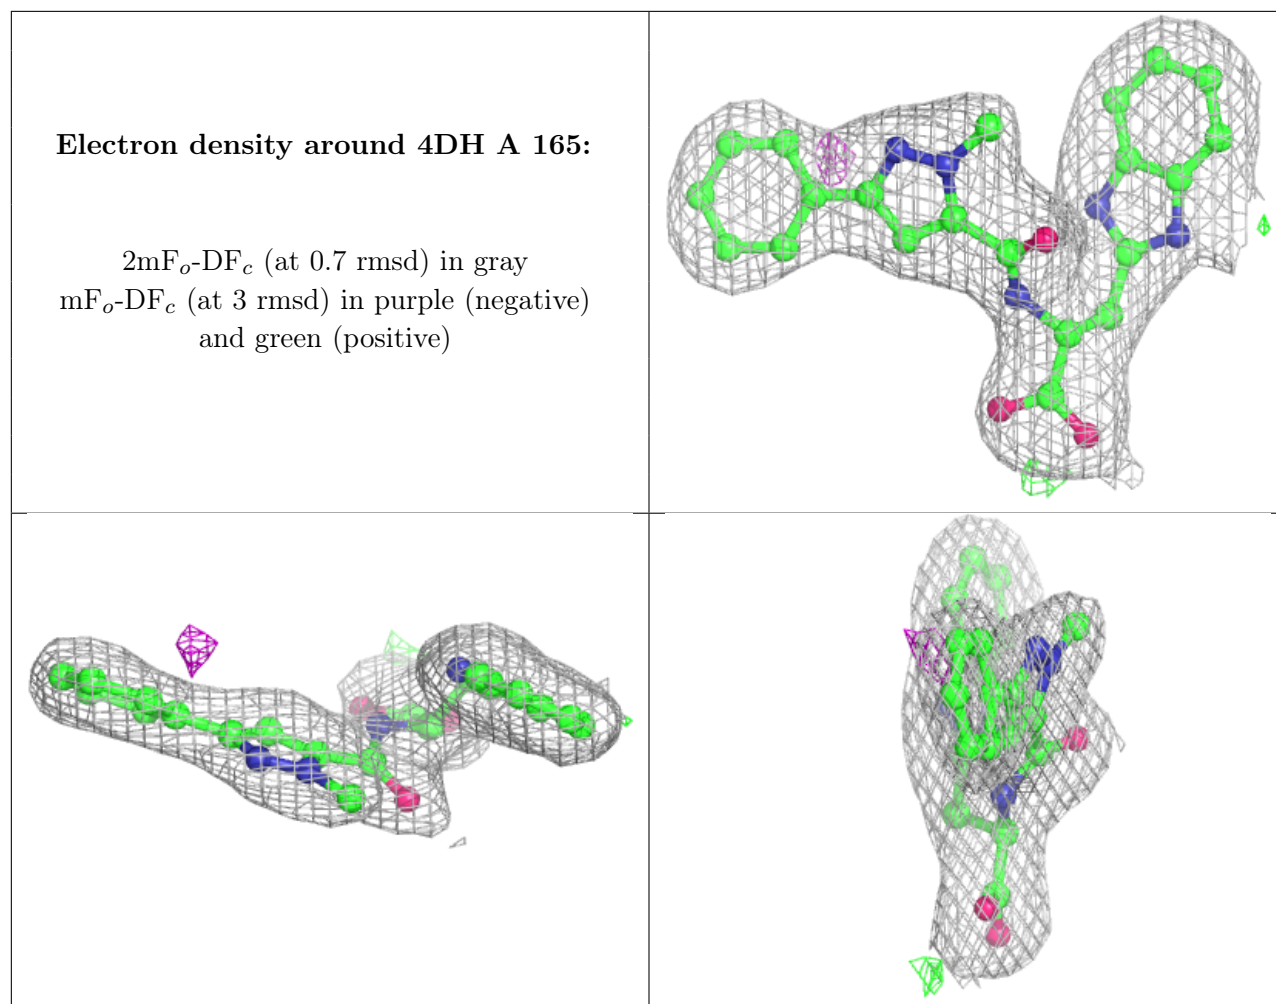 Electron density around 4DH A 165:
2mFₒ-DF𝒸 (at 0.7 rmsd) in gray
mFₒ-DF𝒸 (at 3 rmsd) in purple (negative)
and green (positive)